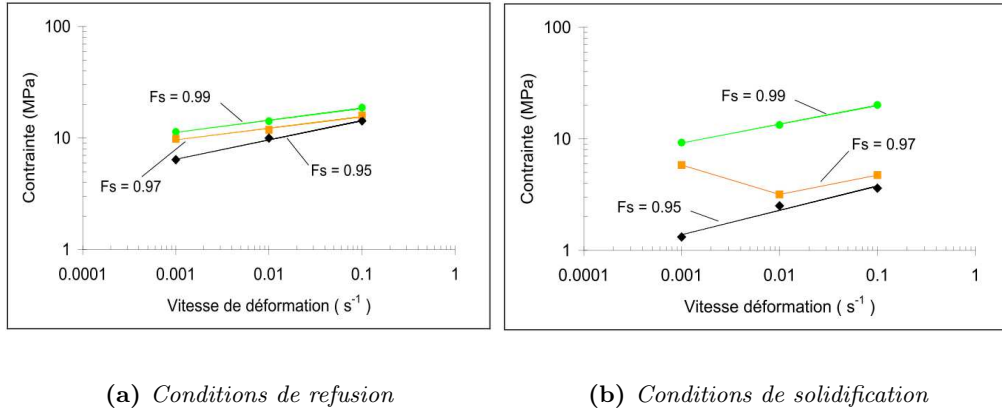 100
10
1
Contrainte (MPa)
Fs = 0.99
Fs = 0.97
Fs = 0.95
0.0001 0.001 0.01 0.1 1
Vitesse de déformation ( s-1 )
100
10
1
Contrainte (MPa)
Fs = 0.99
Fs = 0.97
Fs = 0.95
0.0001 0.001 0.01 0.1 1
Vitesse déformation ( s-1 )
(a) Conditions de refusion
(b) Conditions de solidification